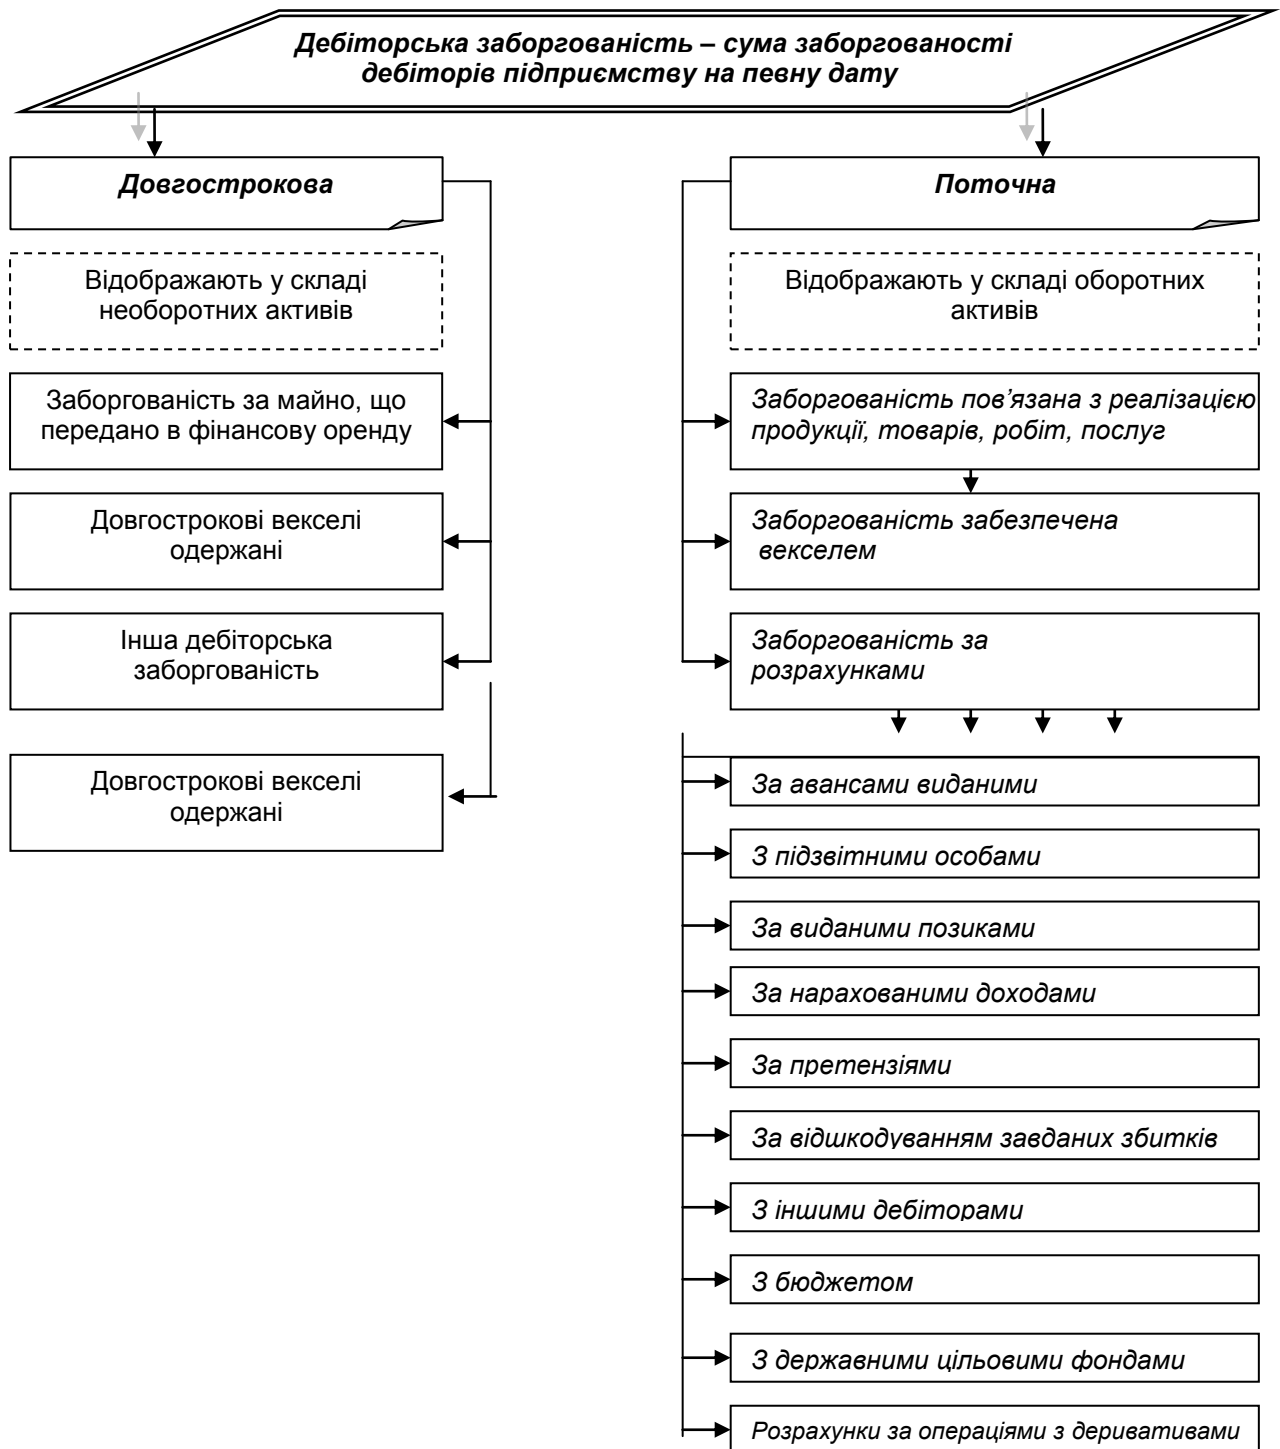 Дебіторська заборгованість – сума заборгованості
дебіторів підприємству на певну дату
Довгострокова
Відображають у складі
необоротних активів
Заборгованість за майно, що
передано в фінансову оренду
Довгострокові векселі
одержані
Інша дебіторська
заборгованість
Довгострокові векселі
одержані
Поточна
Відображають у складі оборотних
активів
Заборгованість пов’язана з реалізацією
продукції, товарів, робіт, послуг
Заборгованість забезпечена
векселем
Заборгованість за
розрахунками
За авансами виданими
З підзвітними особами
За виданими позиками
За нарахованими доходами
За претензіями
За відшкодуванням завданих збитків
З іншими дебіторами
З бюджетом
З державними цільовими фондами
Розрахунки за операціями з деривативами